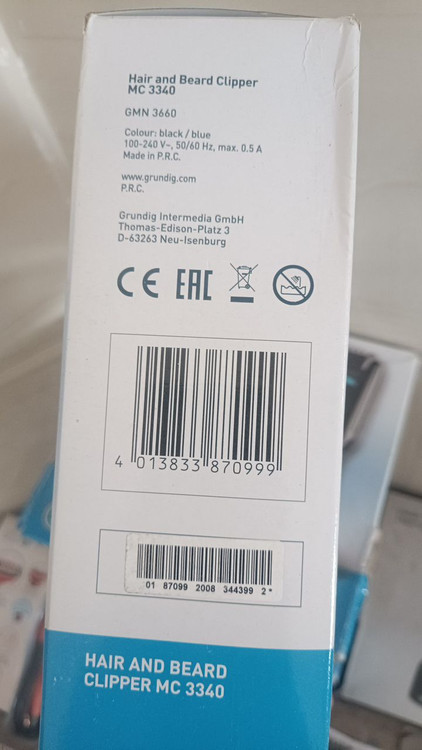 Hair and Beard Clipper
MC 3340
GMN 3660
Colour: black / blue
100-240 V~, 50/60 Hz, max. 0.5 A
Made in P.R.C.
www.grundig.com
P.R.C.
Grundig Intermedia GmbH
Thomas-Edison-Platz 3
D-63263 Neu-Isenburg
CE EAC
4 013833 870999
01 87099 2008 344399 2*
HAIR AND BEARD
CLIPPER MC 3340